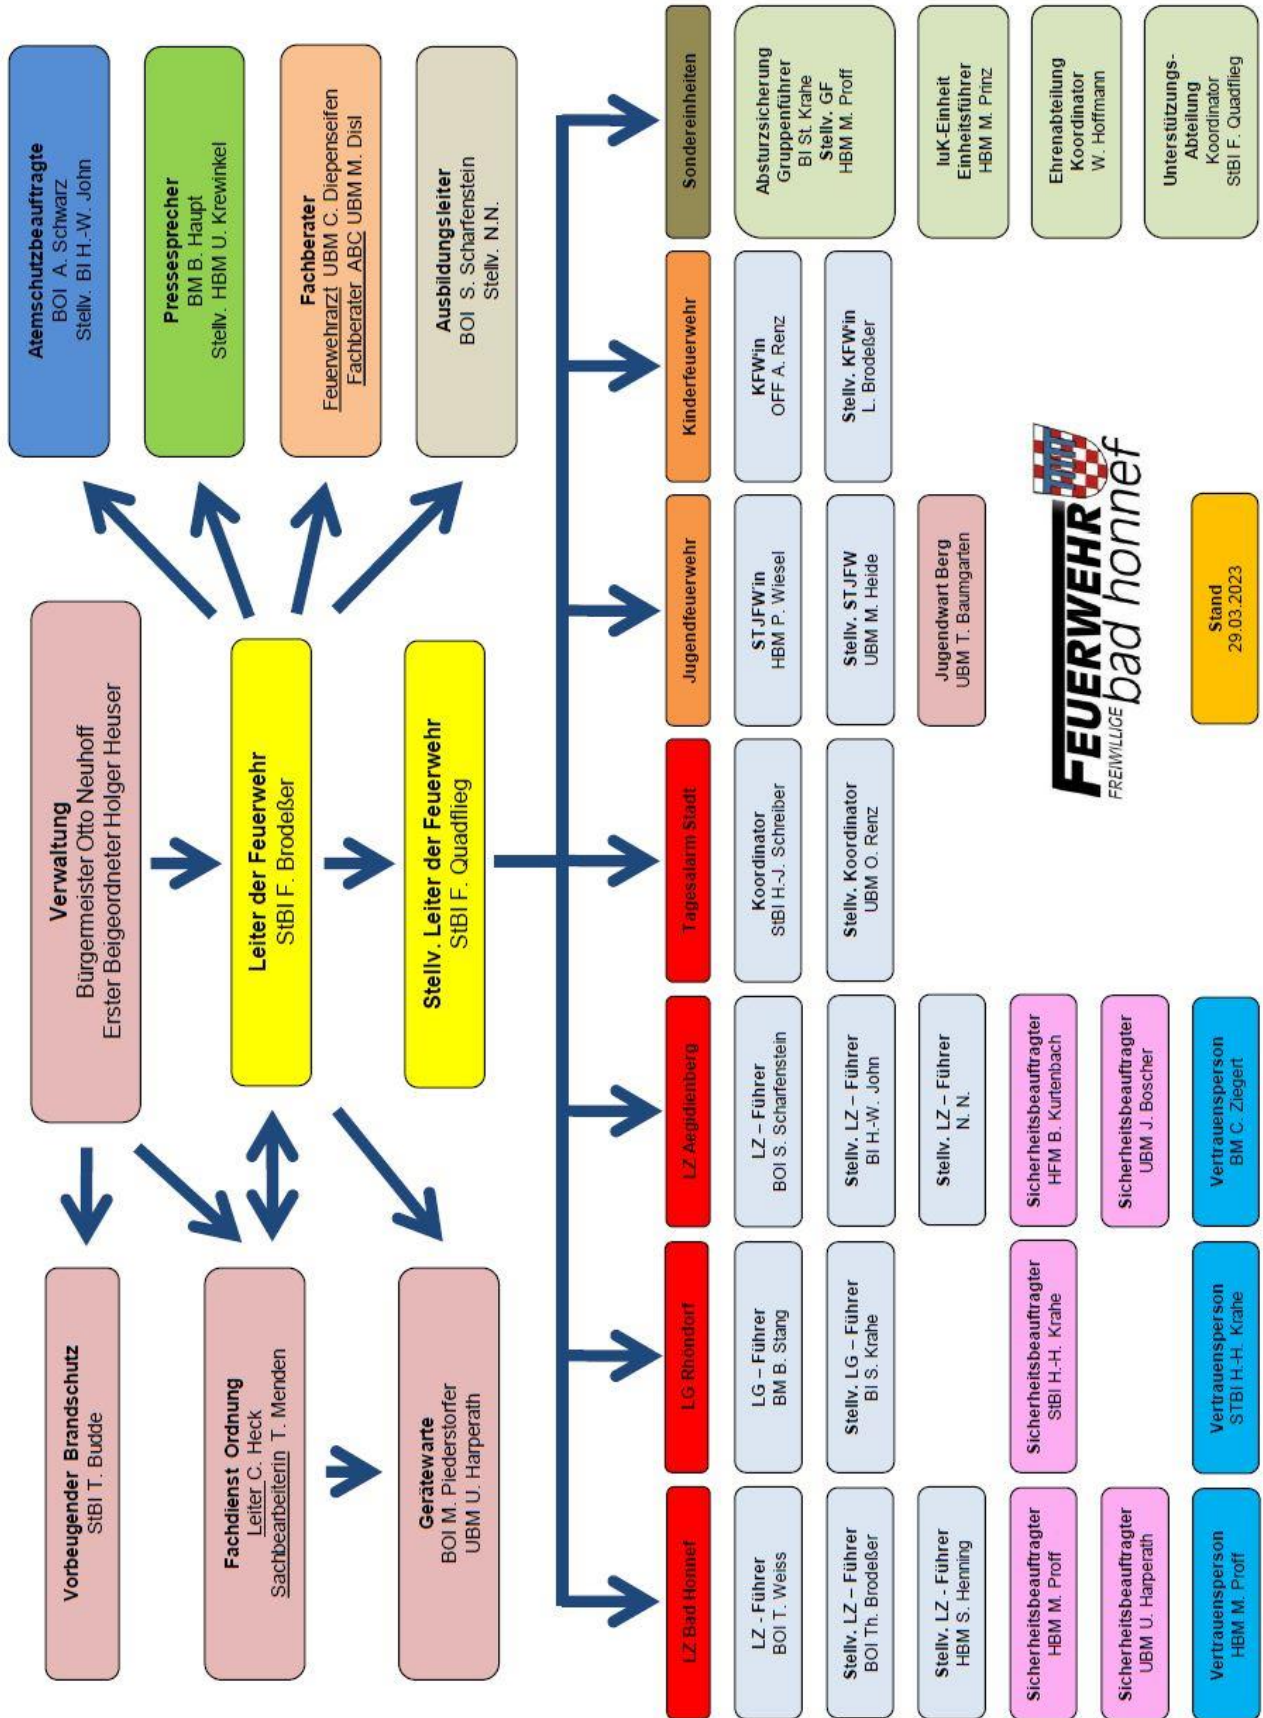 Verwaltung
Bürgermeister Otto Neuhoff
Erster Beigeordneter Holger Heuser
Vorbeugender Brandschutz
StBI T. Budde
Fachdienst Ordnung
Leiter C. Heck
Sachbearbeiterin T. Menden
Gerätewarte
BOI M. Piederstorfer
UBM U. Harperath
Leiter der Feuerwehr
StBI F. Brodeßer
Stellv. Leiter der Feuerwehr
StBI F. Quadflieg
Atemschutzbeauftragte
BOI A. Schwarz
Stellv. BI H.-W. John
Pressesprecher
BM B. Haupt
Stellv. HBM U. Krewinkel
Fachberater
Feuerwehrarzt UBM C. Diepenseifen
Fachberater ABC UBM M. Disl
Ausbildungsleiter
BOI S. Scharfenstein
Stellv. N.N.
LZ Bad Honnef
LZ - Führer
BOI T. Weiss
Stellv. LZ – Führer
BOI Th. Brodeßer
Stellv. LZ - Führer
HBM S. Henning
Sicherheitsbeauftragter
HBM M. Proff
Sicherheitsbeauftragter
UBM U. Harperath
Vertrauensperson
HBM M. Proff
LG Rhöndorf
LG – Führer
BM B. Stang
Stellv. LG – Führer
BI S. Krahe
Sicherheitsbeauftragter
StBI H.-H. Krahe
Vertrauensperson
STBI H.-H. Krahe
LZ Aegidienberg
LZ – Führer
BOI S. Scharfenstein
Stellv. LZ – Führer
BI H.-W. John
Stellv. LZ – Führer
N. N.
Sicherheitsbeauftragter
HFM B. Kurtenbach
Sicherheitsbeauftragter
UBM J. Boscher
Vertrauensperson
BM C. Ziegert
Tagesalarm Stadt
Koordinator
StBI H.-J. Schreiber
Stellv. Koordinator
UBM O. Renz
Jugendfeuerwehr
STJFW'in
HBM P. Wiesel
Stellv. STJFW
UBM M. Heide
Jugendwart Berg
UBM T. Baumgarten
Kinderfeuerwehr
KFW'in
OFF A. Renz
Stellv. KFW'in
L. Brodeßer
Sondereinheiten
Absturzsicherung
Gruppenführer
BI St. Krahe
Stellv. GF
HBM M. Proff
IuK-Einheit
Einheitsführer
HBM M. Prinz
Ehrenabteilung
Koordinator
W. Hoffmann
Unterstützungs-
Abteilung
Koordinator
StBI F. Quadflieg
FEUERWEHR
FREIWILLIGE bad honnef
Stand
29.03.2023